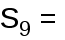 S₉ =